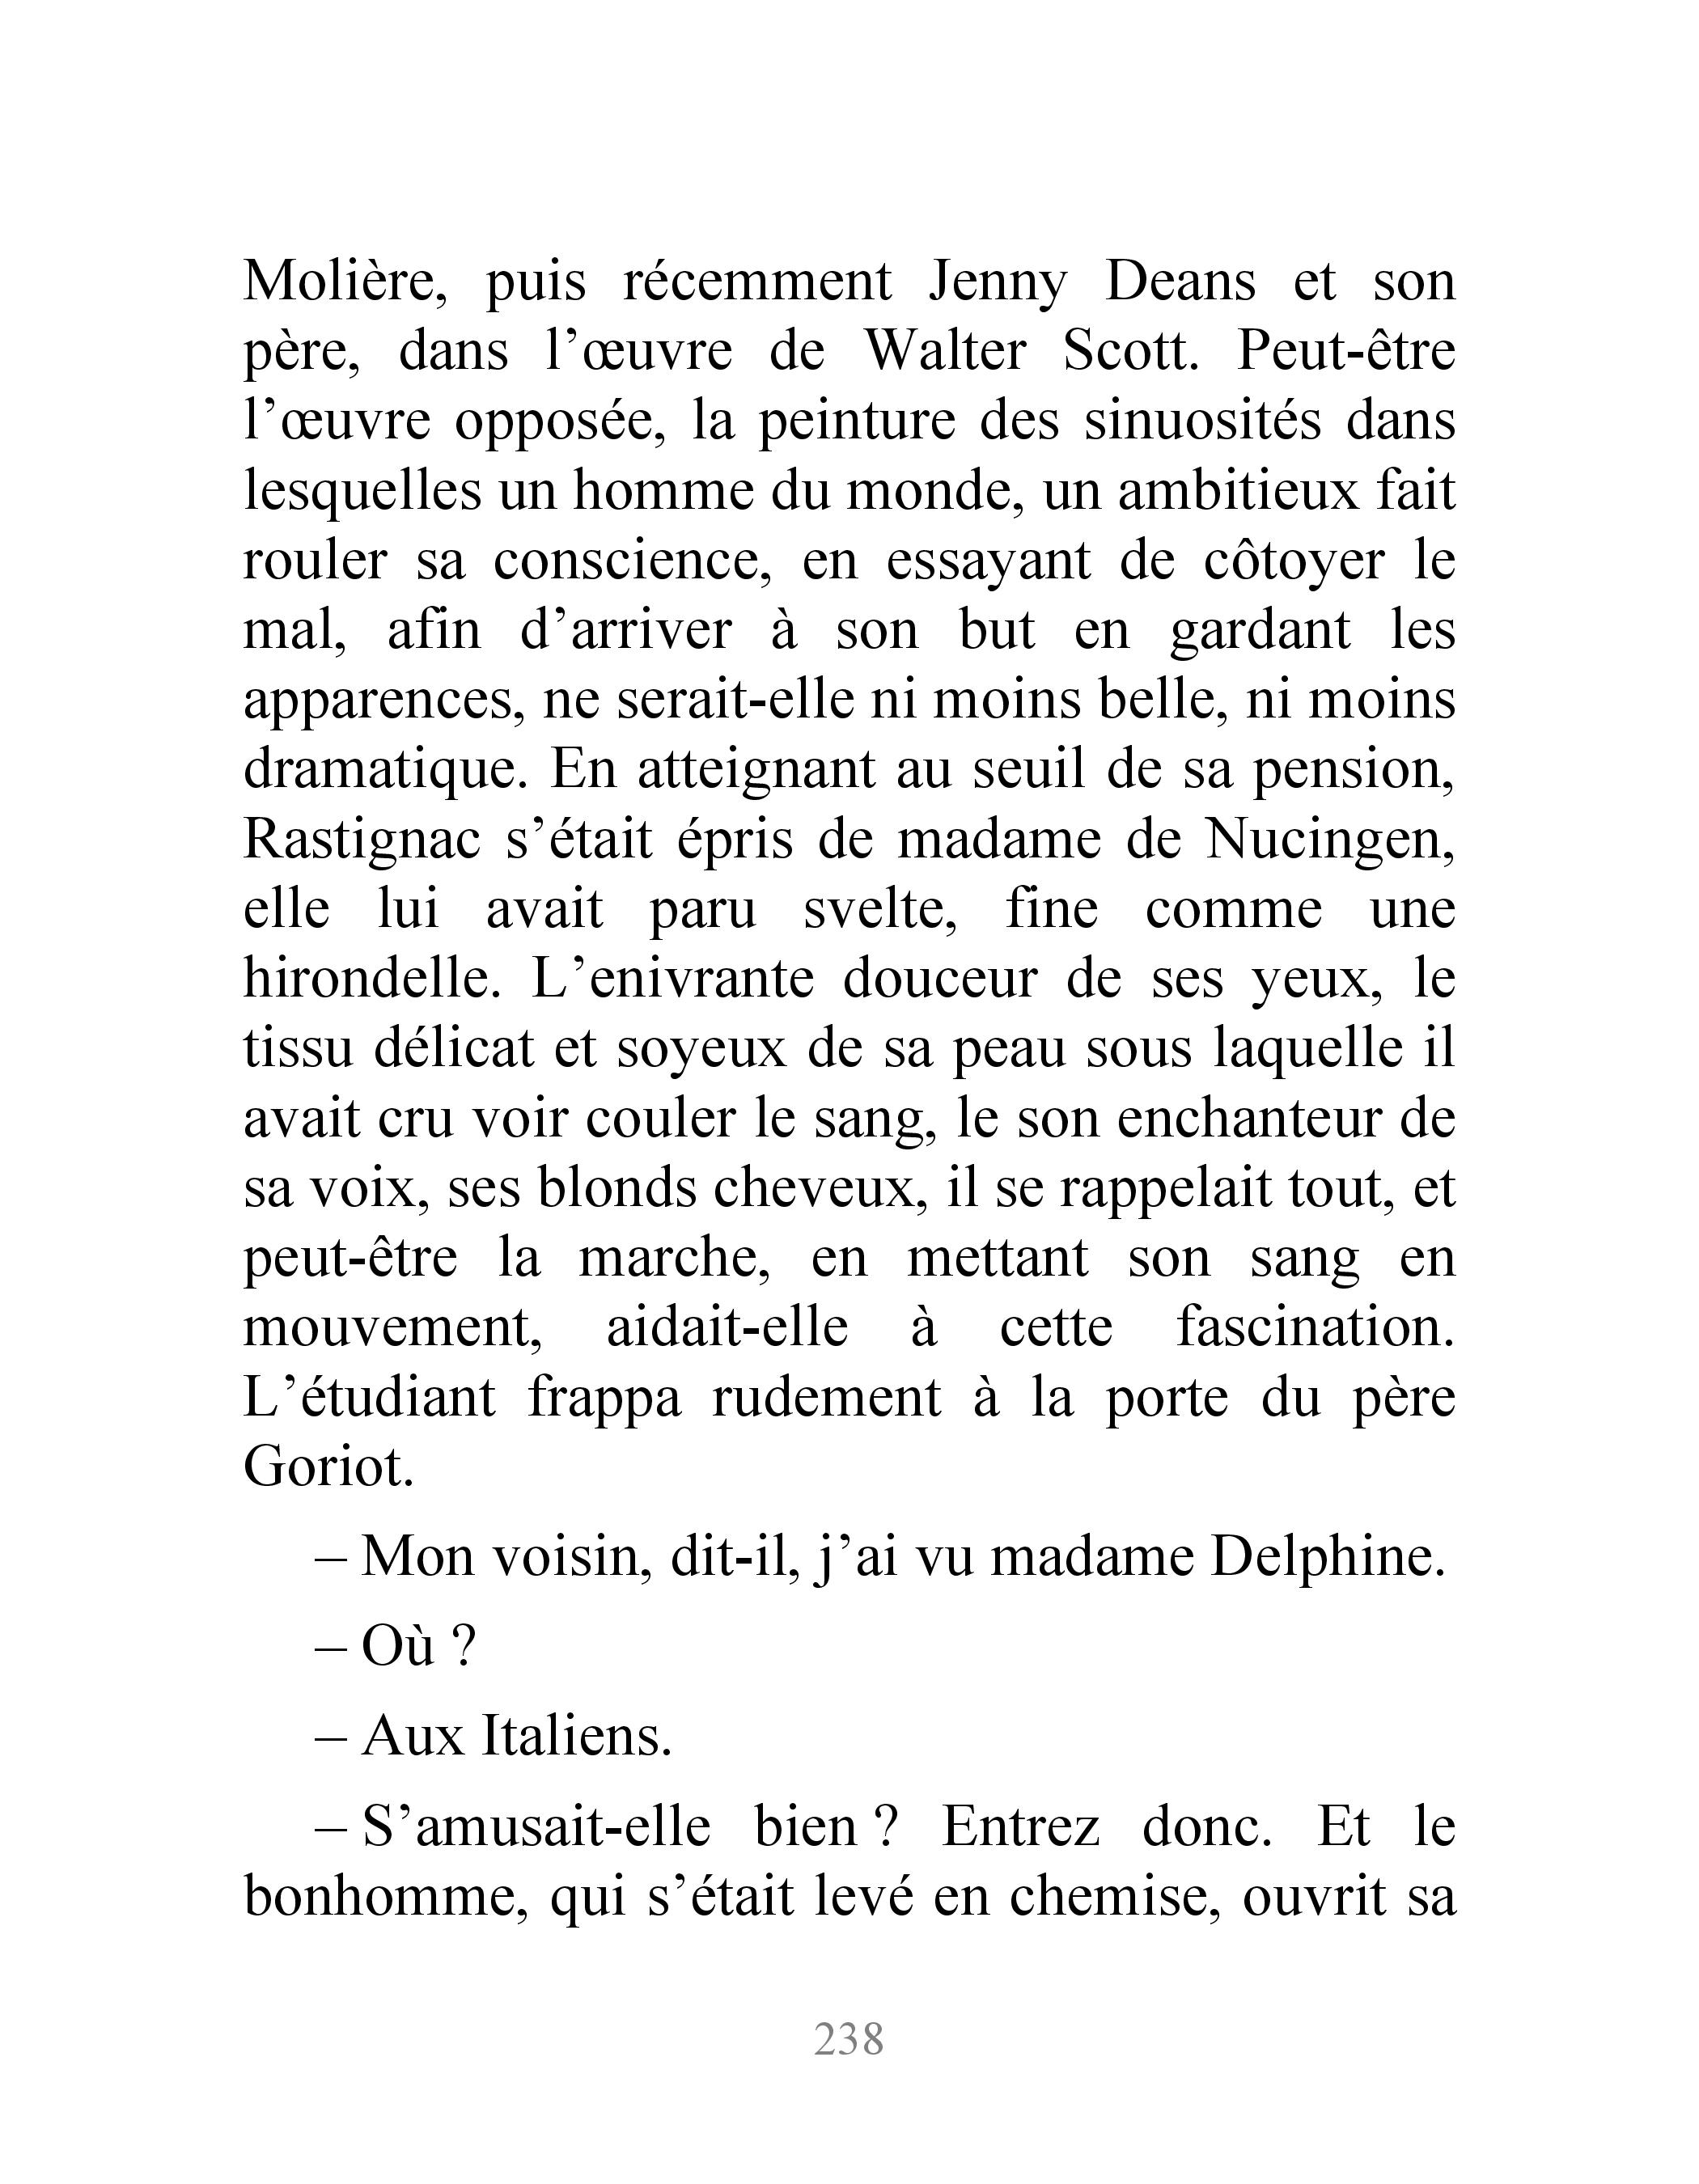 Molière, puis récemment Jenny Deans et son
père, dans l’œuvre de Walter Scott. Peut-être
l’œuvre opposée, la peinture des sinuosités dans
lesquelles un homme du monde, un ambitieux fait
rouler sa conscience, en essayant de côtoyer le
mal, afin d’arriver à son but en gardant les
apparences, ne serait-elle ni moins belle, ni moins
dramatique. En atteignant au seuil de sa pension,
Rastignac s’était épris de madame de Nucingen,
elle lui avait paru svelte, fine comme une
hirondelle. L’enivrante douceur de ses yeux, le
tissu délicat et soyeux de sa peau sous laquelle il
avait cru voir couler le sang, le son enchanteur de
sa voix, ses blonds cheveux, il se rappelait tout, et
peut-être la marche, en mettant son sang en
mouvement, aidait-elle à cette fascination.
L’étudiant frappa rudement à la porte du père
Goriot.
– Mon voisin, dit-il, j’ai vu madame Delphine.
– Où ?
– Aux Italiens.
– S’amusait-elle bien ? Entrez donc. Et le
bonhomme, qui s’était levé en chemise, ouvrit sa
238